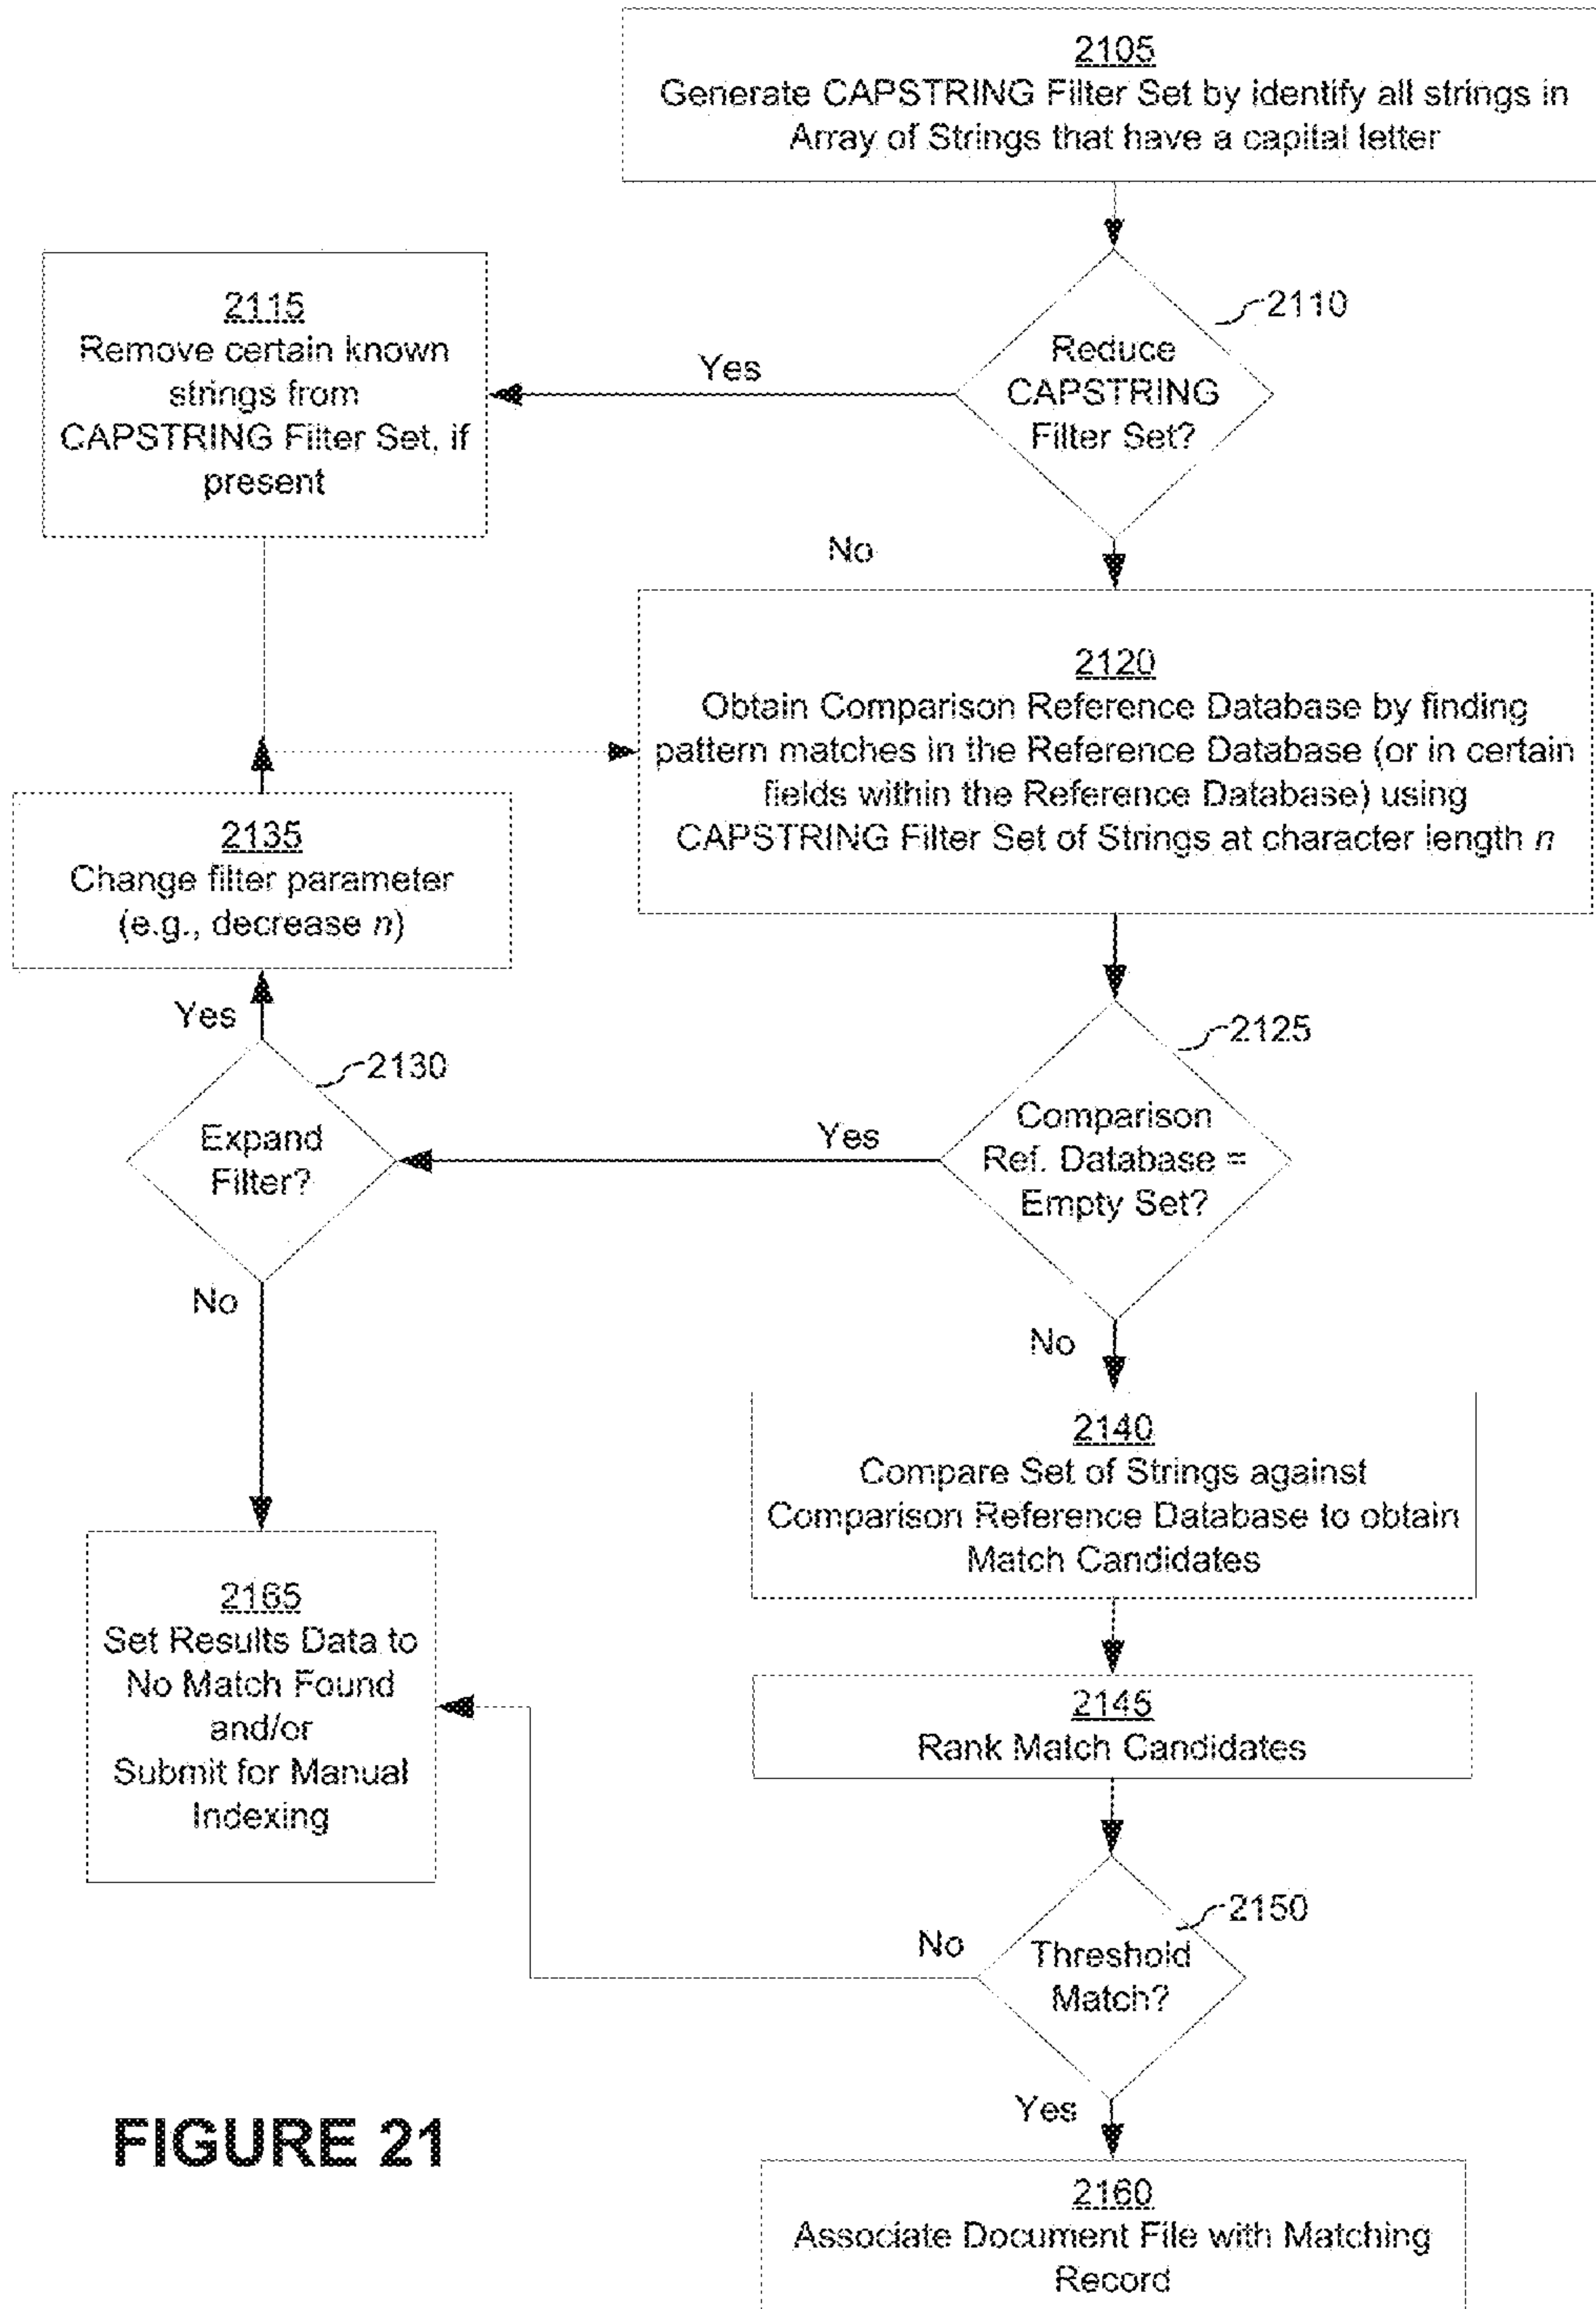 2105
Generate CAPSTRING Filter Set by identify all strings in
Array of Strings that have a capital letter
2110
Reduce
CAPSTRING
Filter Set?
Yes
2115
Remove certain known
strings from
CAPSTRING Filter Set, if
present
No
2120
Obtain Comparison Reference Database by finding
pattern matches in the Reference Database (or in certain
fields within the Reference Database) using
CAPSTRING Filter Set of Strings at character length n
2135
Change filter parameter
(e.g., decrease n)
Yes
2130
Expand
Filter?
2125
Comparison
Ref. Database =
Empty Set?
Yes
No
No
2140
Compare Set of Strings against
Comparison Reference Database to obtain
Match Candidates
2165
Set Results Data to
No Match Found
and/or
Submit for Manual
Indexing
2145
Rank Match Candidates
2150
Threshold
Match?
No
Yes
2160
Associate Document File with Matching
Record
FIGURE 21